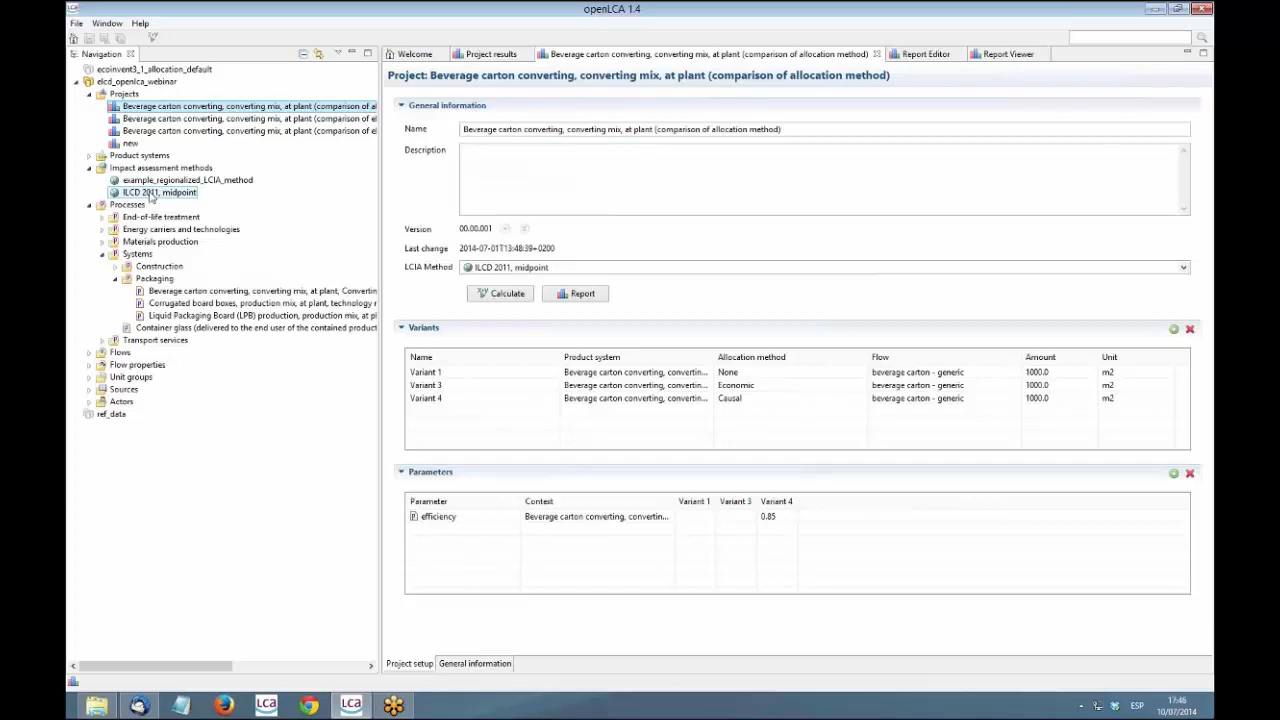 openLCA 1.4
File Window Help
Navigation
ecoinvent3_1_allocation_default
elcd_openlca_webinar
Projects
Beverage carton converting, converting mix, at plant (comparison of al
Beverage carton converting, converting mix, at plant (comparison of el
Beverage carton converting, converting mix, at plant (comparison of el
new
Product systems
Impact assessment methods
example_regionalized_LCIA_method
ILCD 2011, midpoint
Processes
End-of-life treatment
Energy carriers and technologies
Materials production
Systems
Construction
Packaging
Beverage carton converting, converting mix, at plant, Converting
Corrugated board boxes, production mix, at plant, technology r
Liquid Packaging Board (LPB) production, production mix, at pl
Container glass (delivered to the end user of the contained product
Transport services
Flows
Flow properties
Unit groups
Sources
Actors
ref_data
Welcome
Project results
Beverage carton converting, converting mix, at plant (comparison of allocation method)
Report Editor
Report Viewer
Project: Beverage carton converting, converting mix, at plant (comparison of allocation method)
General information
Name Beverage carton converting, converting mix, at plant (comparison of allocation method)
Description
Version 00.00.001
Last change 2014-07-01T13:48:39+0200
LCIA Method ILCD 2011, midpoint
Calculate Report
Variants
Name Product system Allocation method Flow Amount Unit
Variant 1 Beverage carton converting, convertin... None beverage carton - generic 1000.0 m2
Variant 3 Beverage carton converting, convertin... Economic beverage carton - generic 1000.0 m2
Variant 4 Beverage carton converting, convertin... Causal beverage carton - generic 1000.0 m2
Parameters
Parameter Context Variant 1 Variant 3 Variant 4
efficiency Beverage carton converting, convertin... 0.85
Project setup General information
LCA
LCA
ESP
17:46
10/07/2014